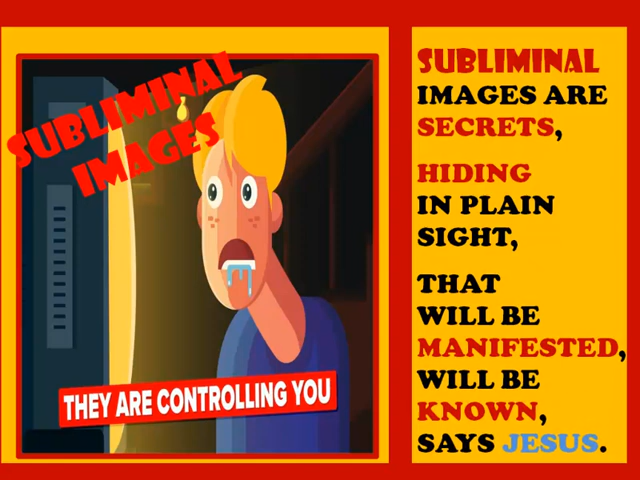 SUBLIMINAL
IMAGES
THEY ARE CONTROLLING YOU
SUBLIMINAL
IMAGES ARE
SECRETS,
HIDING
IN PLAIN
SIGHT,
THAT
WILL BE
MANIFESTED,
WILL BE
KNOWN,
SAYS JESUS.